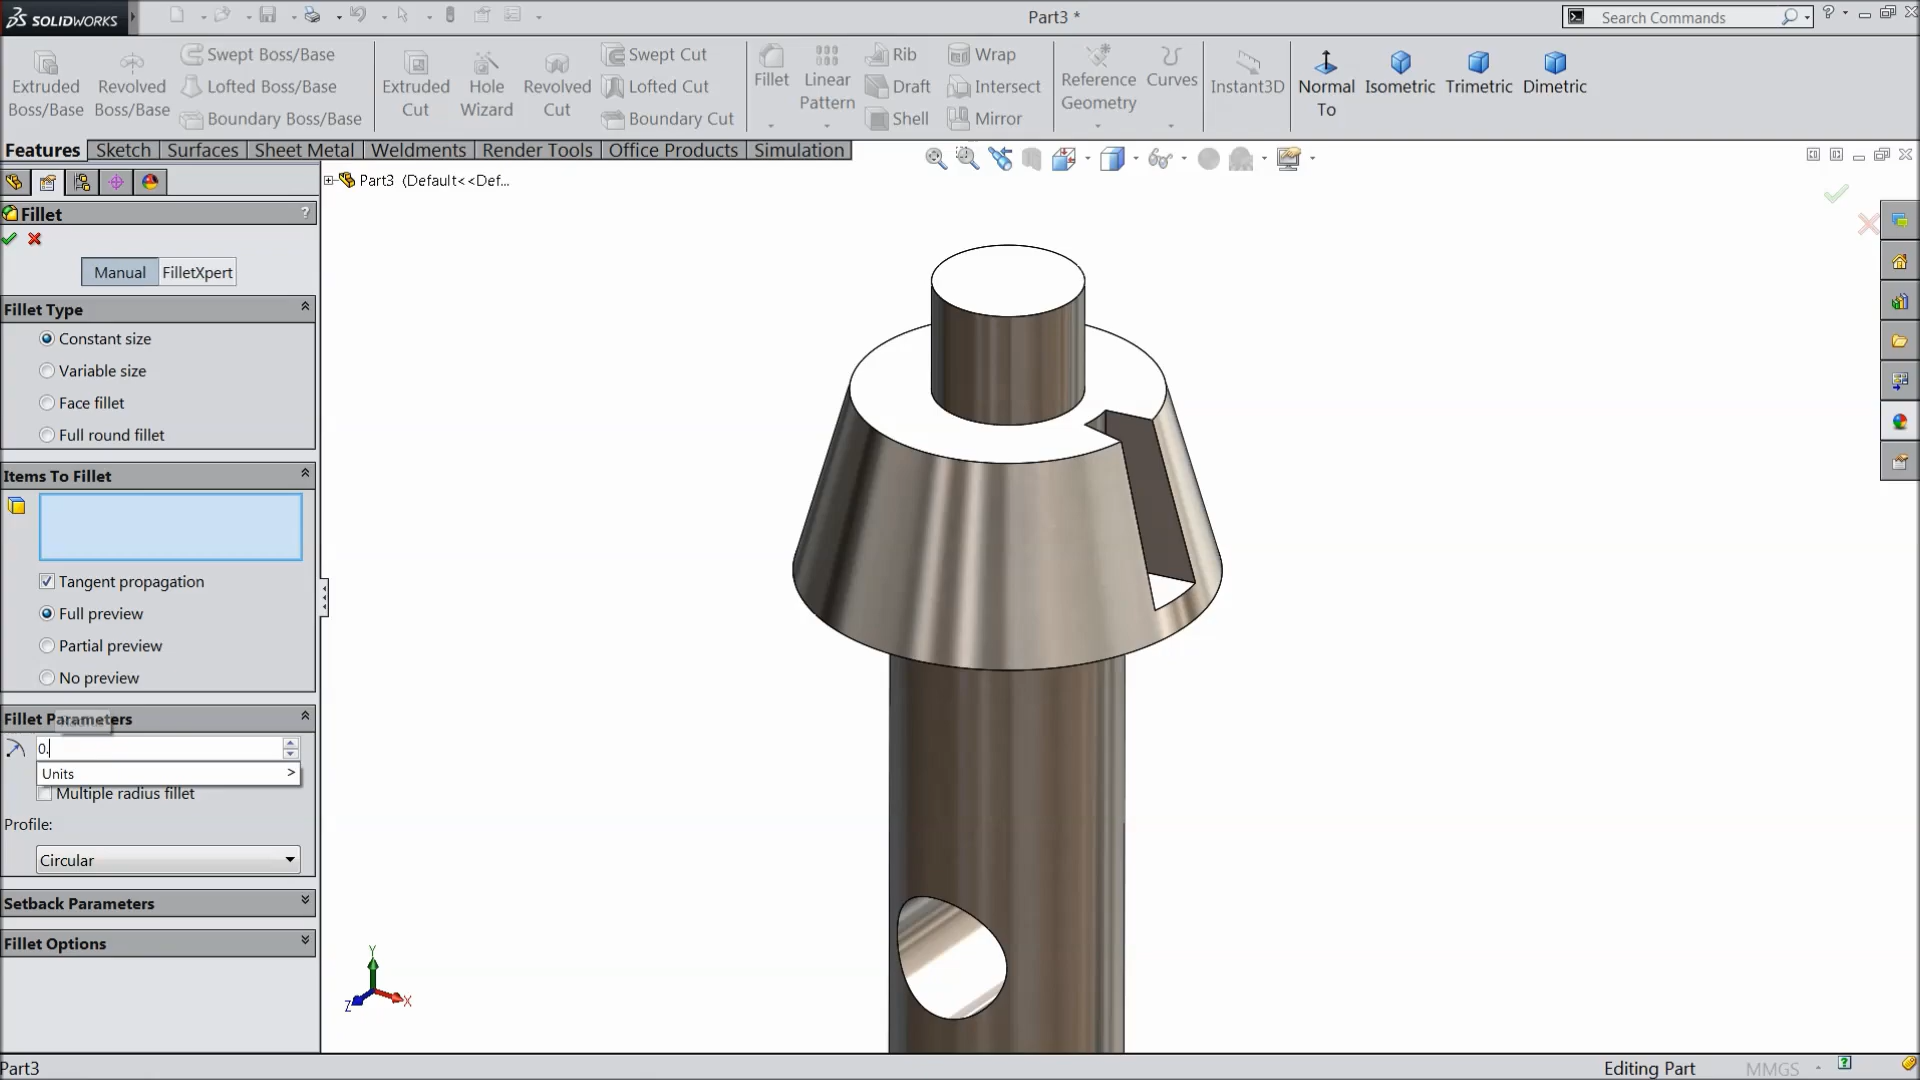 SOLIDWORKS
Part3 *
Search Commands
?
Extruded Boss/Base
Revolved Boss/Base
Swept Boss/Base
Lofted Boss/Base
Boundary Boss/Base
Extruded Cut
Hole Wizard
Revolved Cut
Swept Cut
Lofted Cut
Boundary Cut
Fillet
Linear Pattern
Rib
Draft
Shell
Wrap
Intersect
Mirror
Reference Geometry
Curves
Instant3D
Normal To
Isometric
Trimetric
Dimetric
Features
Sketch
Surfaces
Sheet Metal
Weldments
Render Tools
Office Products
Simulation
Part3 (Default<<Def...
Fillet
?
Manual
FilletXpert
Fillet Type
Constant size
Variable size
Face fillet
Full round fillet
Items To Fillet
Tangent propagation
Full preview
Partial preview
No preview
Fillet Parameters
0.
Units >
Multiple radius fillet
Profile:
Circular
Setback Parameters
Fillet Options
Y
Z
X
Part3
Editing Part
MMGS
?